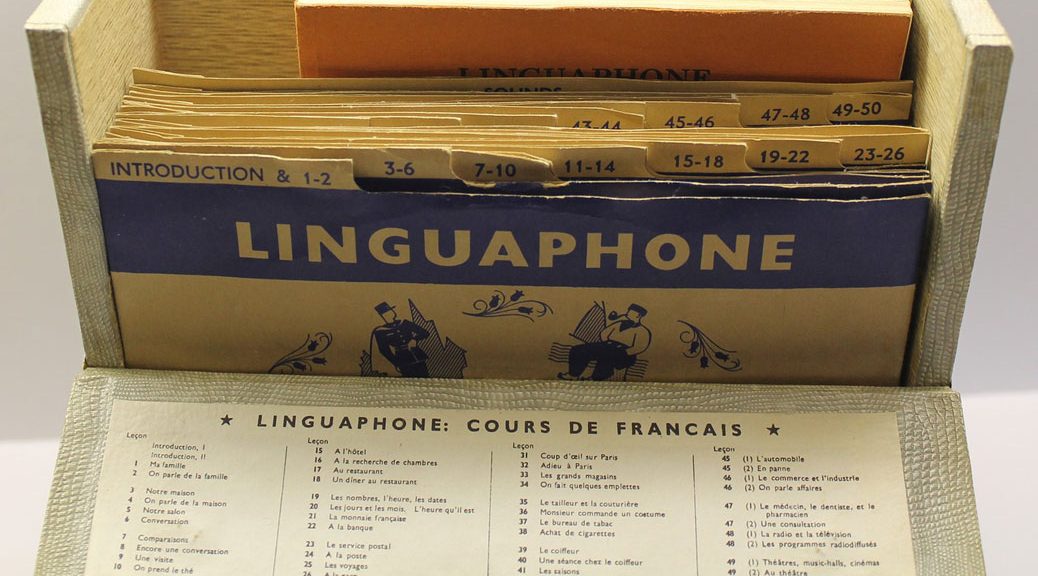 LINGUAPHONE
SOUNDS
43-44 45-46 47-48 49-50
INTRODUCTION & 1-2 3-6 7-10 11-14 15-18 19-22 23-26
LINGUAPHONE
★ LINGUAPHONE: COURS DE FRANCAIS ★
Leçon
Introduction, I
Introduction, II
1 Ma famille
2 On parle de la famille
3 Notre maison
4 On parle de la maison
5 Notre salon
6 Conversation
7 Comparaisons
8 Encore une conversation
9 Une visite
10 On prend le thé
Leçon
15 A l'hôtel
16 A la recherche de chambres
17 Au restaurant
18 Un dîner au restaurant
19 Les nombres, l'heure, les dates
20 Les jours et les mois. L'heure qu'il est
21 La monnaie française
22 A la banque
23 Le service postal
24 A la poste
25 Les voyages
26 A la gare
Leçon
31 Coup d'œil sur Paris
32 Adieu à Paris
33 Les grands magasins
34 On fait quelques emplettes
35 Le tailleur et la couturière
36 Monsieur commande un costume
37 Le bureau de tabac
38 Achat de cigarettes
39 Le coiffeur
40 Une séance chez le coiffeur
41 Les saisons
Leçon
45 (1) L'automobile
45 (2) En panne
46 (1) Le commerce et l'industrie
46 (2) On parle affaires
47 (1) Le médecin, le dentiste, et le
pharmacien
47 (2) Une consultation
48 (1) La radio et la télévision
48 (2) Les programmes radiodiffusés
49 (1) Théâtres, music-halls, cinémas
49 (2) Au théâtre